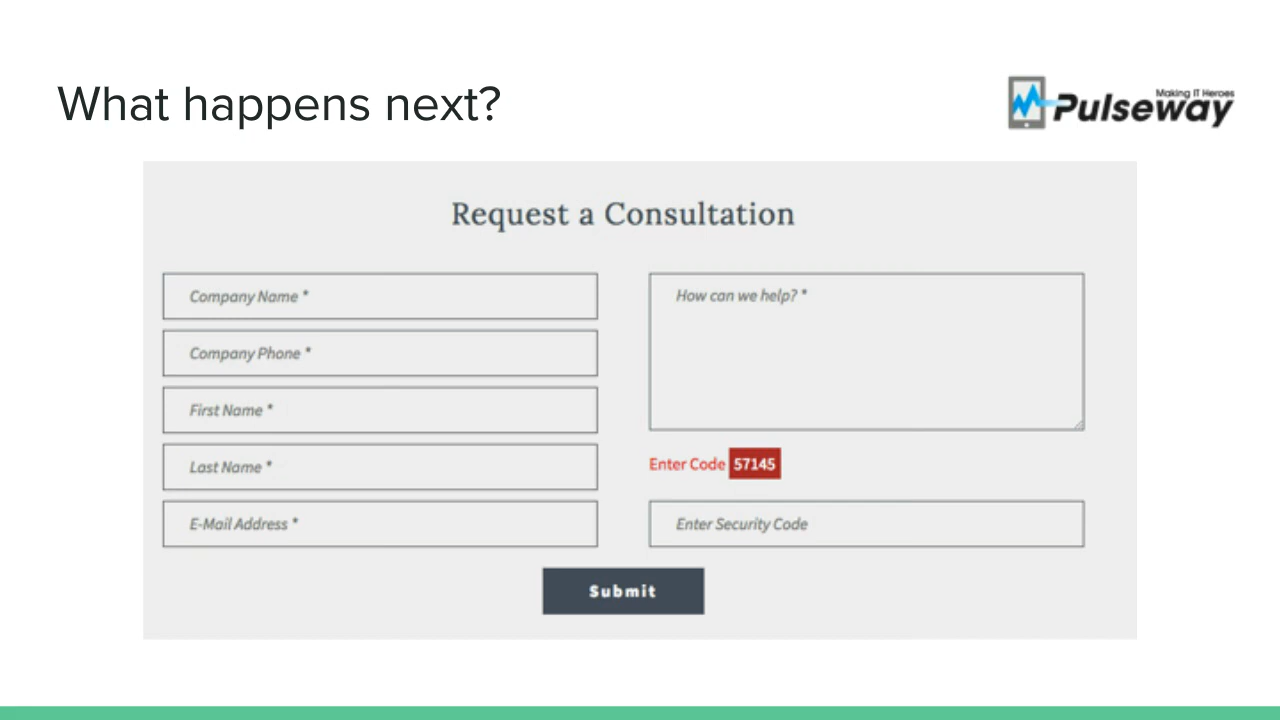 What happens next?
Making IT Heroes
Pulseway
Request a Consultation
Company Name *
Company Phone *
First Name *
Last Name *
E-Mail Address *
How can we help? *
Enter Code 57145
Enter Security Code
Submit